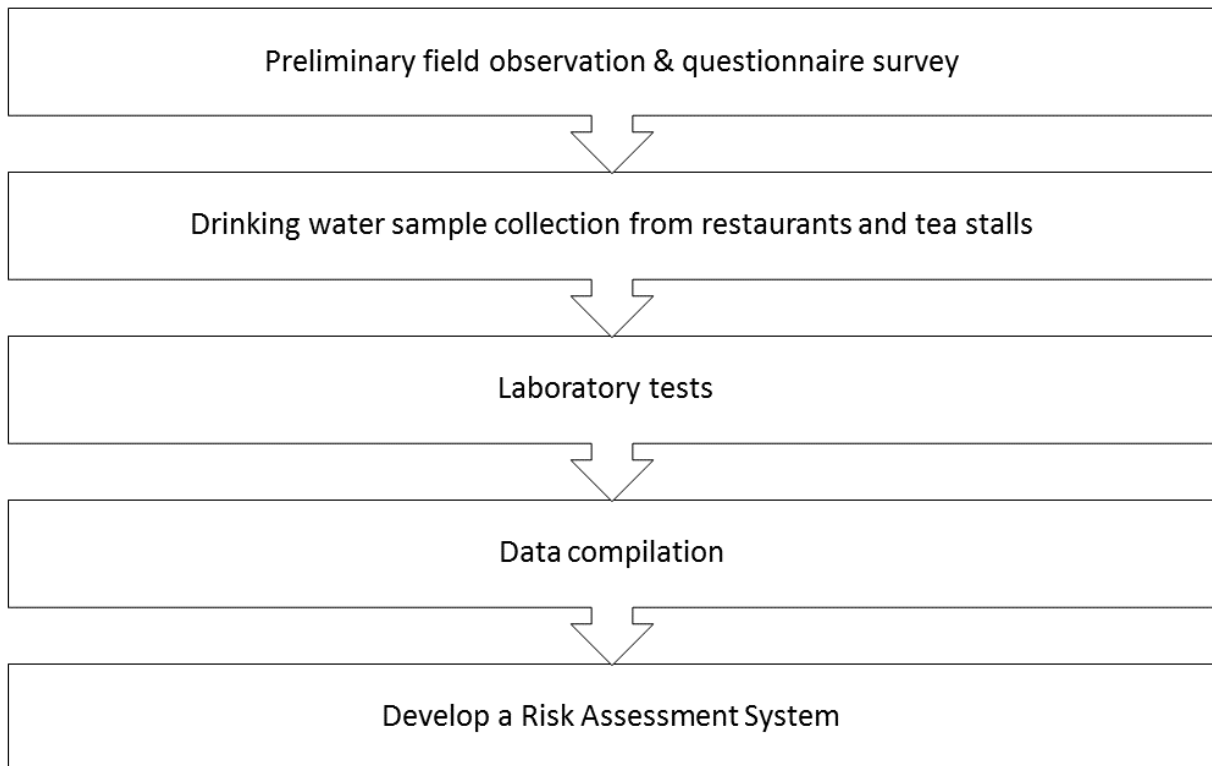 Preliminary field observation & questionnaire survey
Drinking water sample collection from restaurants and tea stalls
Laboratory tests
Data compilation
Develop a Risk Assessment System